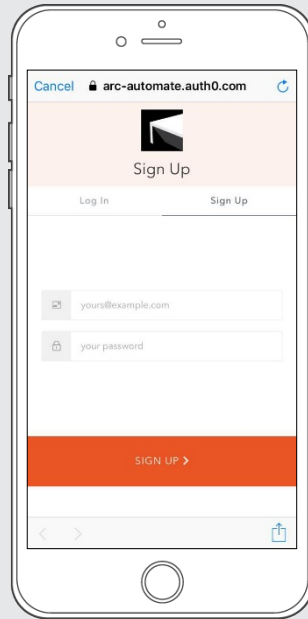 Cancel arc-automate.auth0.com
Sign Up
Log In Sign Up
yours@example.com
your password
SIGN UP >